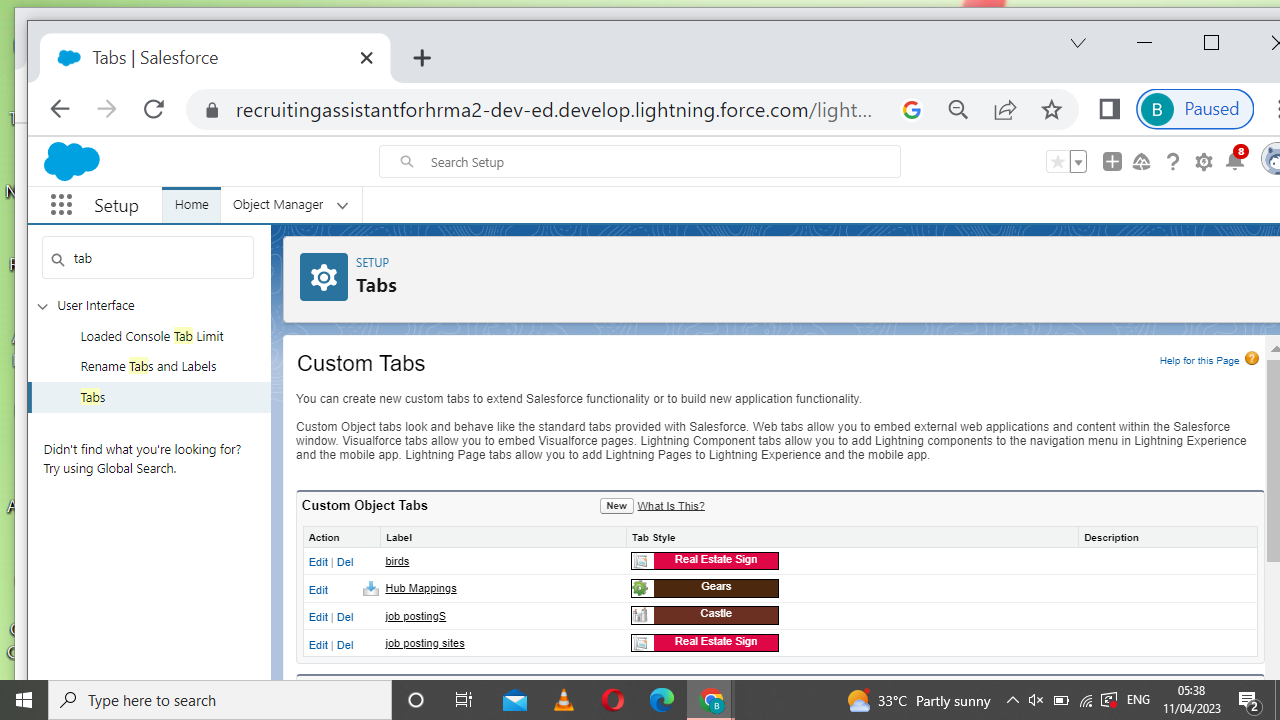 Tabs | Salesforce
recruitingassistantforhrma2-dev-ed.develop.lightning.force.com/light...
B
Paused
Search Setup
8
Setup
Home
Object Manager
tab
User Interface
Loaded Console Tab Limit
Rename Tabs and Labels
Tabs
Didn't find what you're looking for?
Try using Global Search.
SETUP
Tabs
Custom Tabs
Help for this Page
You can create new custom tabs to extend Salesforce functionality or to build new application functionality.
Custom Object tabs look and behave like the standard tabs provided with Salesforce. Web tabs allow you to embed external web applications and content within the Salesforce
window. Visualforce tabs allow you to embed Visualforce pages. Lightning Component tabs allow you to add Lightning components to the navigation menu in Lightning Experience
and the mobile app. Lightning Page tabs allow you to add Lightning Pages to Lightning Experience and the mobile app.
Custom Object Tabs
New
What Is This?
Action Label Tab Style Description
Edit | Del birds Real Estate Sign
Edit Hub Mappings Gears
Edit | Del job postingS Castle
Edit | Del job posting sites Real Estate Sign
Type here to search
B
33°C Partly sunny
ENG
05:38
11/04/2023
2